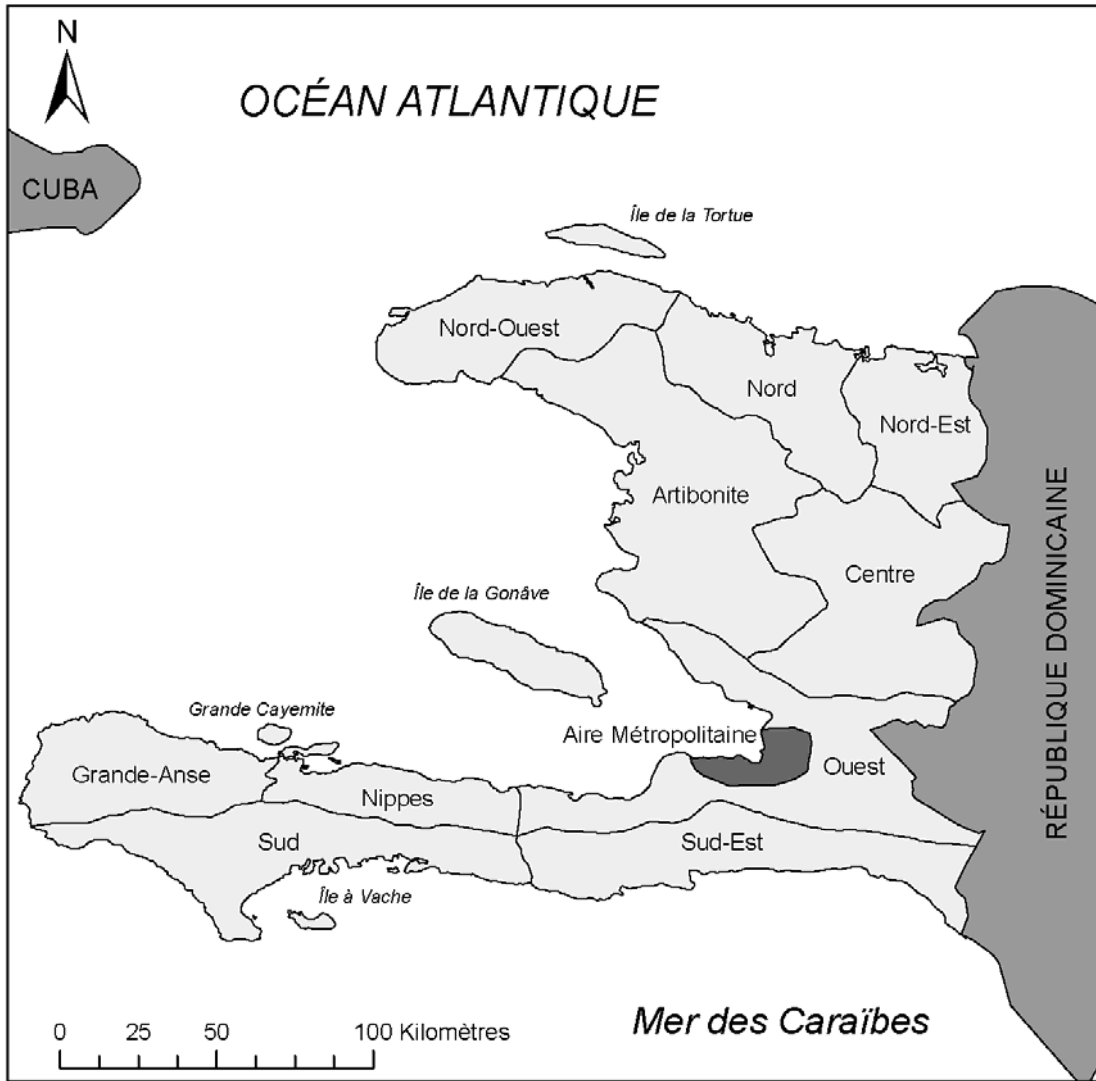 N
OCÉAN ATLANTIQUE
CUBA
Île de la Tortue
Nord-Ouest
Nord
Nord-Est
Artibonite
RÉPUBLIQUE DOMINICAINE
Centre
Île de la Gonâve
Grande Cayemite
Aire Métropolitaine
Ouest
Grande-Anse
Nippes
Sud
Sud-Est
Île à Vache
0 25 50 100 Kilomètres
Mer des Caraïbes